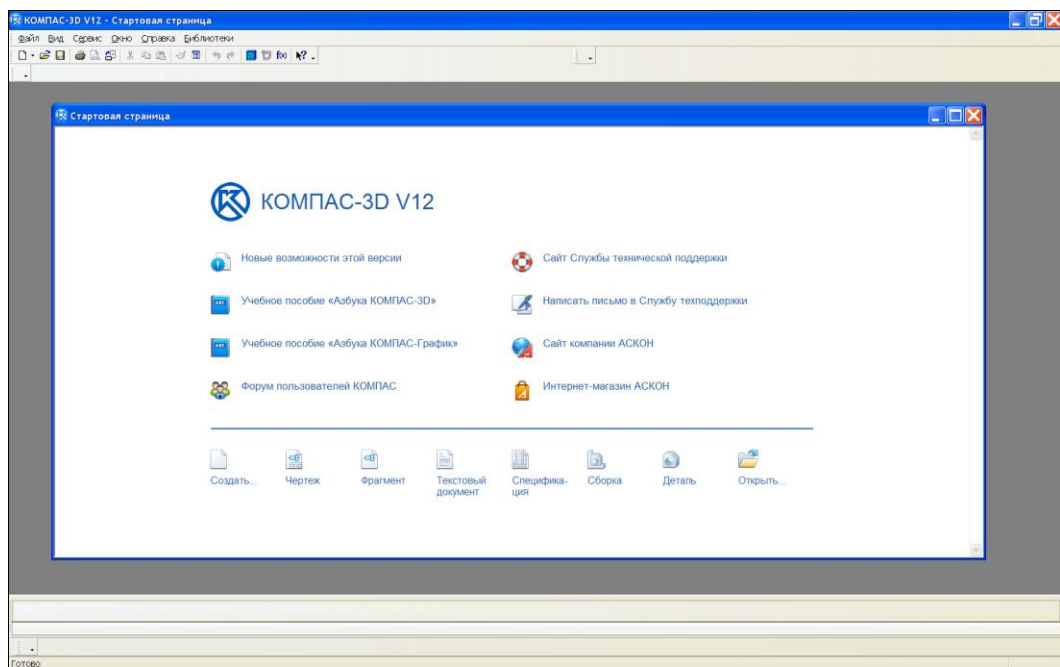 КОМПАС-3D V12 - Стартовая страница
Файл Вид Сервис Окно Справка Библиотеки
f(x)
Стартовая страница
КОМПАС-3D V12
Новые возможности этой версии
Сайт Службы технической поддержки
Учебное пособие «Азбука КОМПАС-3D»
Написать письмо в Службу техподдержки
Учебное пособие «Азбука КОМПАС-График»
Сайт компании АСКОН
Форум пользователей КОМПАС
Интернет-магазин АСКОН
Создать...
Чертеж
Фрагмент
Текстовый
документ
Специфика-
ция
Сборка
Деталь
Открыть...
Готово